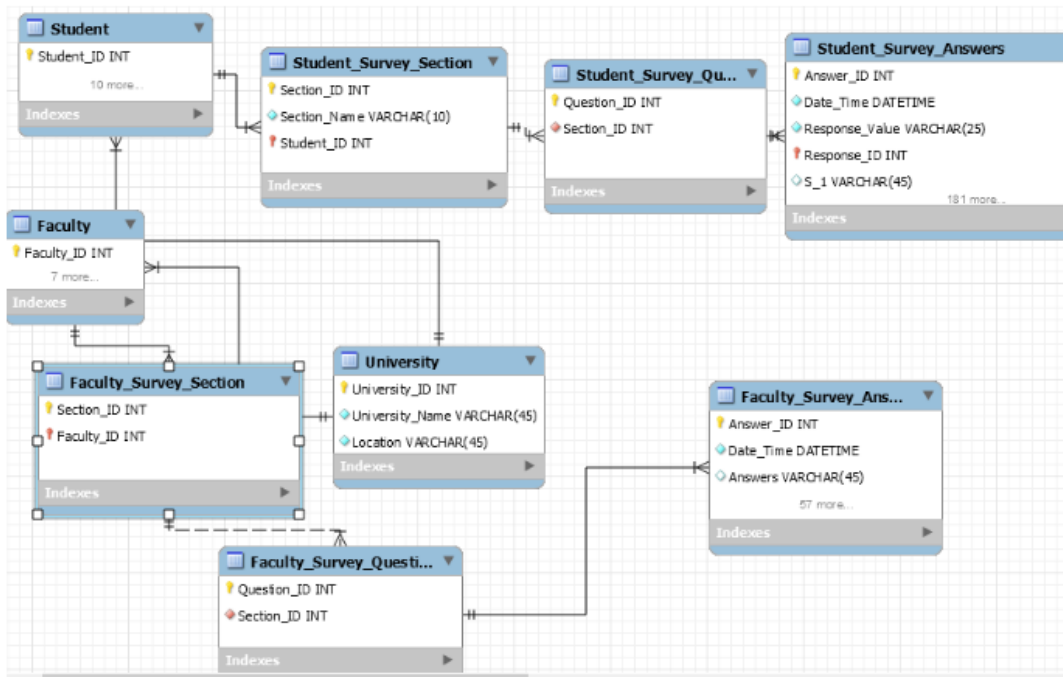 Student
Student_ID INT
10 more...
Indexes
Student_Survey_Section
Section_ID INT
Section_Name VARCHAR(10)
Student_ID INT
Indexes
Student_Survey_Qu...
Question_ID INT
Section_ID INT
Indexes
Student_Survey_Answers
Answer_ID INT
Date_Time DATETIME
Response_Value VARCHAR(25)
Response_ID INT
S_1 VARCHAR(45)
181 more...
Indexes
Faculty
Faculty_ID INT
7 more...
Indexes
Faculty_Survey_Section
Section_ID INT
Faculty_ID INT
Indexes
University
University_ID INT
University_Name VARCHAR(45)
Location VARCHAR(45)
Indexes
Faculty_Survey_Ans...
Answer_ID INT
Date_Time DATETIME
Answers VARCHAR(45)
57 more...
Indexes
Faculty_Survey_Questi...
Question_ID INT
Section_ID INT
Indexes